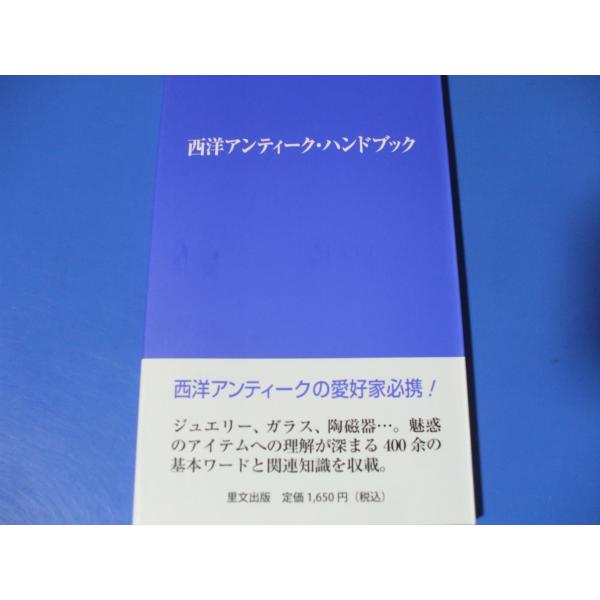 西洋アンティーク・ハンドブック
西洋アンティークの愛好家必携！
ジュエリー、ガラス、陶磁器…。魅惑
のアイテムへの理解が深まる400余の
基本ワードと関連知識を収載。
里文出版　定価1,650円（税込）